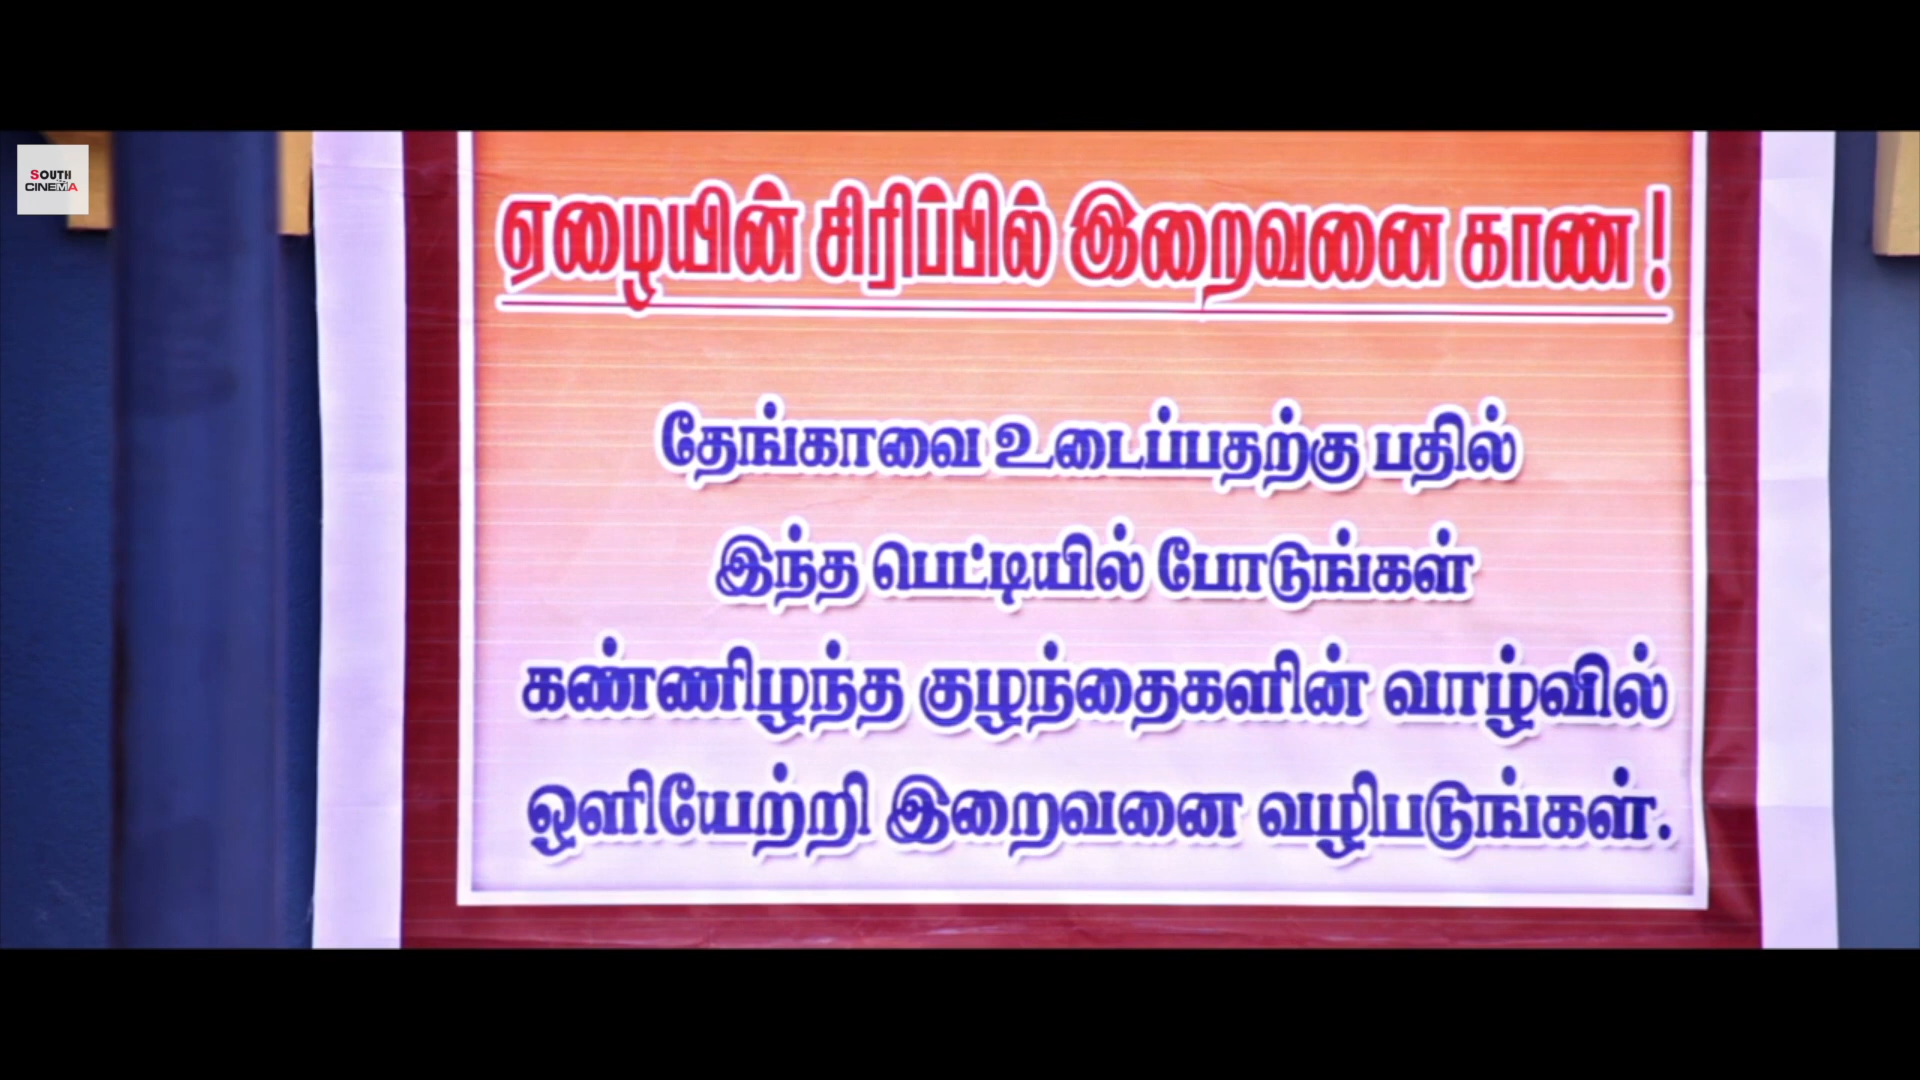 SOUTH
CINEMA
ஏழையின் சிரிப்பில் இறைவனை காண !
தேங்காவை உடைப்பதற்கு பதில்
இந்த பெட்டியில் போடுங்கள்
கண்ணிழந்த குழந்தைகளின் வாழ்வில்
ஒளியேற்றி இறைவனை வழிபடுங்கள்.